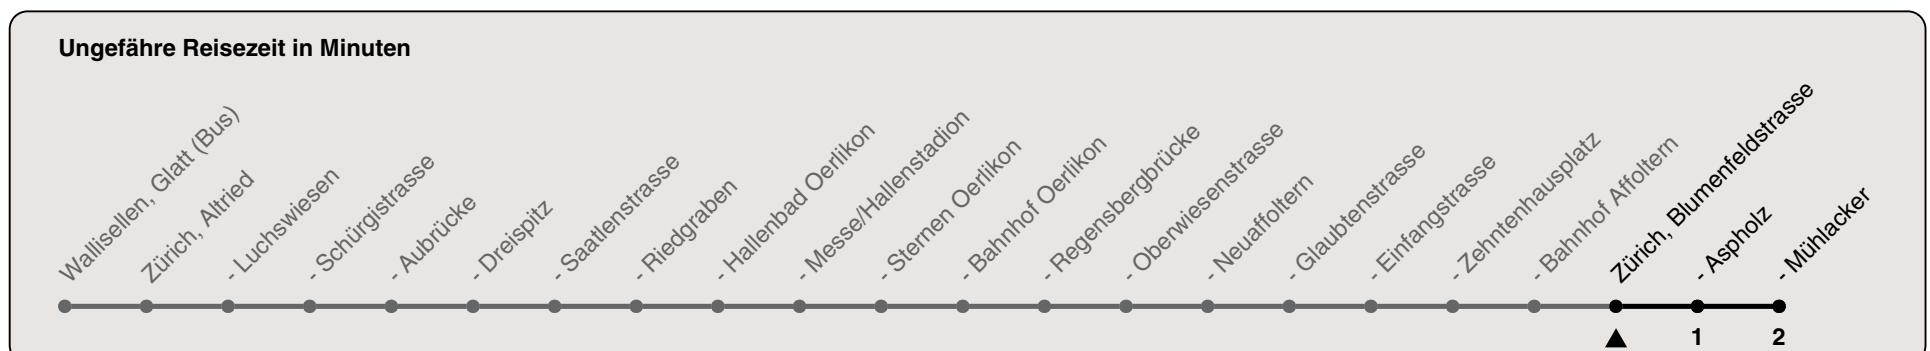 Ungefähre Reisezeit in Minuten
Wallisellen, Glatt (Bus)
Zürich, Altried
- Luchswiesen
- Schürgistrasse
- Aubrücke
- Dreispitz
- Saatlenstrasse
- Riedgraben
- Hallenbad Oerlikon
- Messe/Hallenstadion
- Sternen Oerlikon
- Bahnhof Oerlikon
- Regensbergbrücke
- Oberwiesenstrasse
- Neuaffoltern
- Glaubtenstrasse
- Einfangstrasse
- Zehntenhausplatz
- Bahnhof Affoltern
Zürich, Blumenfeldstrasse
- Aspholz
- Mühlacker
1 2